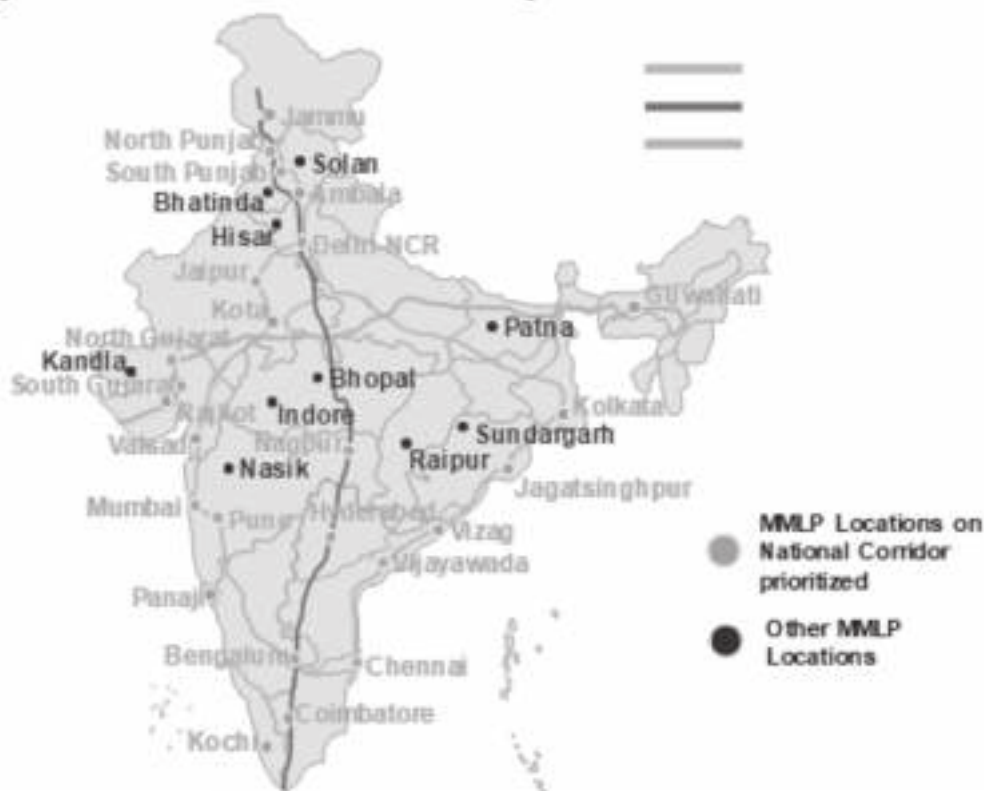 Jammu
North Punjab
Solan
South Punjab
Bhatinda
Ambala
Hisar
Delhi-NCR
Jaipur
Guwahati
Kota
Patna
North Gujarat
Kandla
Bhopal
South Gujarat
Rajkot
Indore
Kolkata
Valsad
Nagpur
Sundargarh
Raipur
Nasik
Jagatsinghpur
Mumbai
Pune
Hyderabad
Vizag
Vijayawada
Panaji
Bengaluru
Chennai
Coimbatore
Kochi
MMLP Locations on
National Corridor
prioritized
Other MMLP
Locations